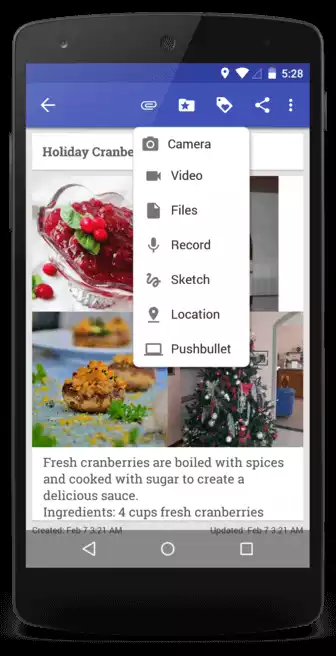 5:28
Holiday Cranbe
Camera
Video
Files
Record
Sketch
Location
Pushbullet
Fresh cranberries are boiled with spices
and cooked with sugar to create a
delicious sauce.
Ingredients: 4 cups fresh cranberries
Created: Feb 7 3:21 AM Updated: Feb 7 3:21 AM